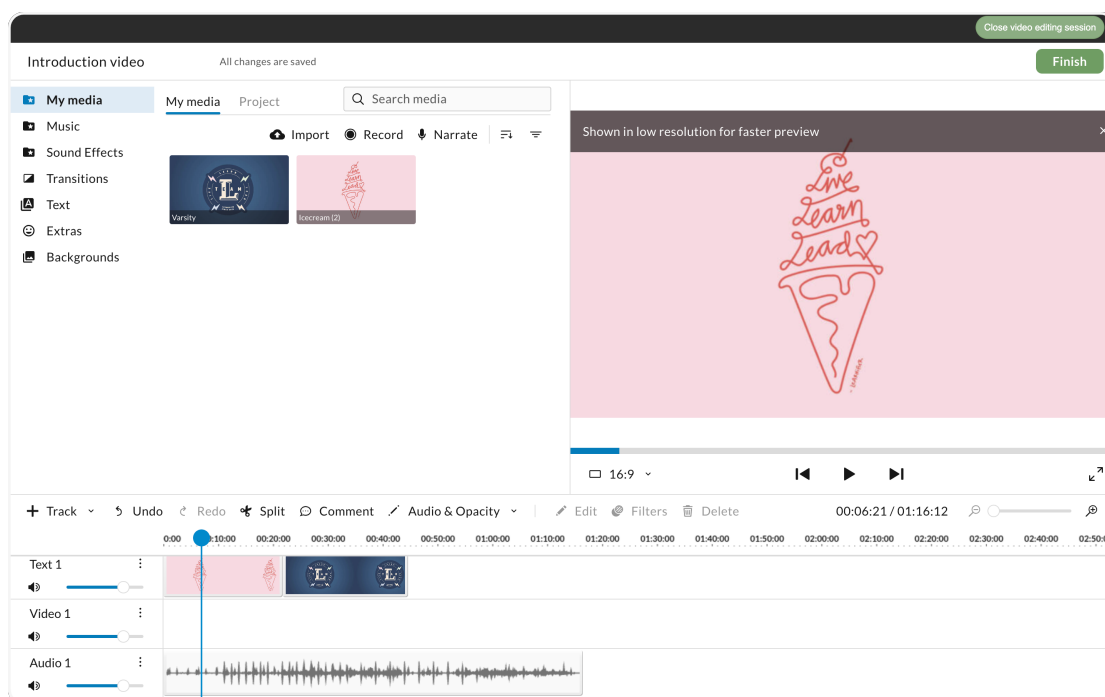 Close video editing session
Introduction video
All changes are saved
Finish
My media
Music
Sound Effects
Transitions
Text
Extras
Backgrounds
My media Project
Search media
Import Record Narrate
L
Varsity
Icecream (2)
Shown in low resolution for faster preview
Live
Learn
Lead
16:9
Track Undo Redo Split Comment Audio & Opacity Edit Filters Delete 00:06:21 / 01:16:12
0:00 0:10:00 00:20:00 00:30:00 00:40:00 00:50:00 01:00:00 01:10:00 01:20:00 01:30:00 01:40:00 01:50:00 02:00:00 02:10:00 02:20:00 02:30:00 02:40:00 02:50:
Text 1
L L
Video 1
Audio 1